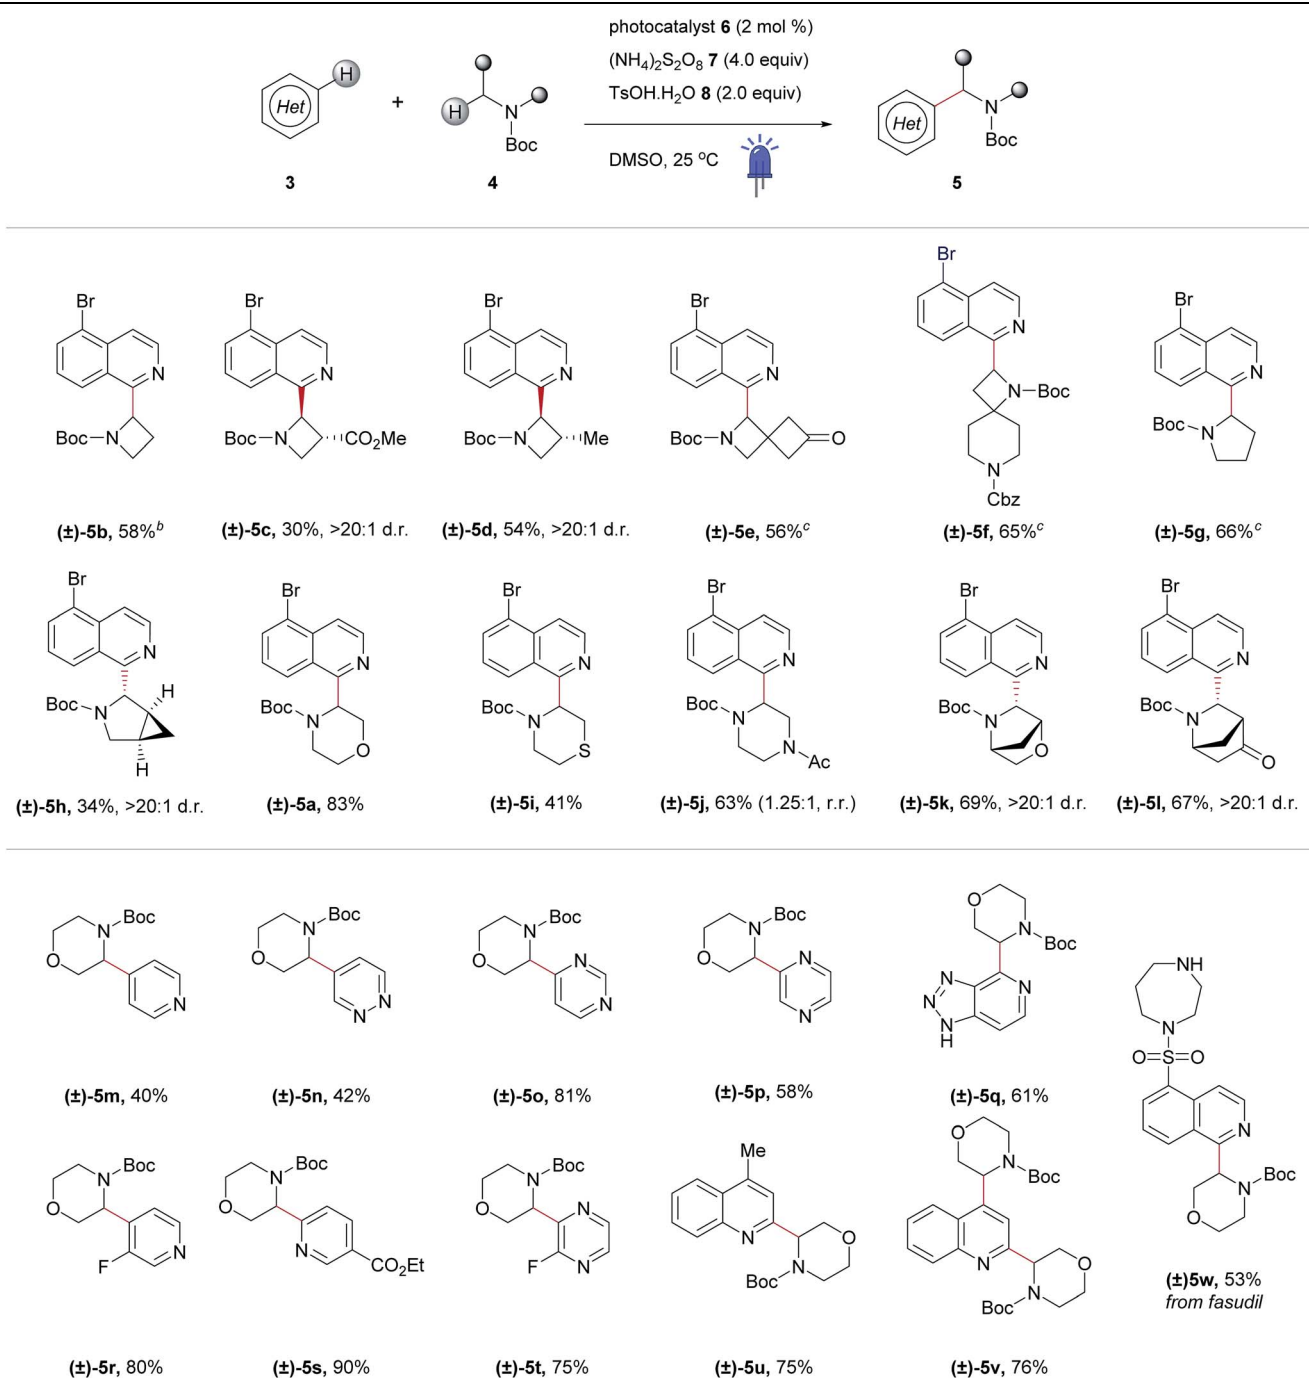 photocatalyst 6 (2 mol %)
(NH₄)₂S₂O₈ 7 (4.0 equiv)
TsOH.H₂O 8 (2.0 equiv)
DMSO, 25 °C
Het
H
+
H
N
Boc
Het
N
Boc
3
4
5
Br
N
Boc N
Br
N
Boc N CO₂Me
Br
N
Boc N Me
Br
N
Boc N O
Br
N
N Boc
N
Cbz
Br
N
Boc N
(±)-5b, 58%ᵇ
(±)-5c, 30%, >20:1 d.r.
(±)-5d, 54%, >20:1 d.r.
(±)-5e, 56%ᶜ
(±)-5f, 65%ᶜ
(±)-5g, 66%ᶜ
Br
N
Boc N H
H
Br
N
Boc N
O
Br
N
Boc N
S
Br
N
Boc N
N Ac
Br
N
Boc N
O
Br
N
Boc N
O
(±)-5h, 34%, >20:1 d.r.
(±)-5a, 83%
(±)-5i, 41%
(±)-5j, 63% (1.25:1, r.r.)
(±)-5k, 69%, >20:1 d.r.
(±)-5l, 67%, >20:1 d.r.
N Boc
O
N
N Boc
O
N N
N Boc
O
N
N
N Boc
O
N
N
O
N Boc
N
N
N
H
N
NH
N
O=S=O
N
N Boc
O
(±)-5m, 40%
(±)-5n, 42%
(±)-5o, 81%
(±)-5p, 58%
(±)-5q, 61%
N Boc
O
F
N
N Boc
O
N
CO₂Et
N Boc
O
N
F N
Me
N
O
Boc N
O
N Boc
N
O
Boc N
(±)5w, 53%
from fasudil
(±)-5r, 80%
(±)-5s, 90%
(±)-5t, 75%
(±)-5u, 75%
(±)-5v, 76%